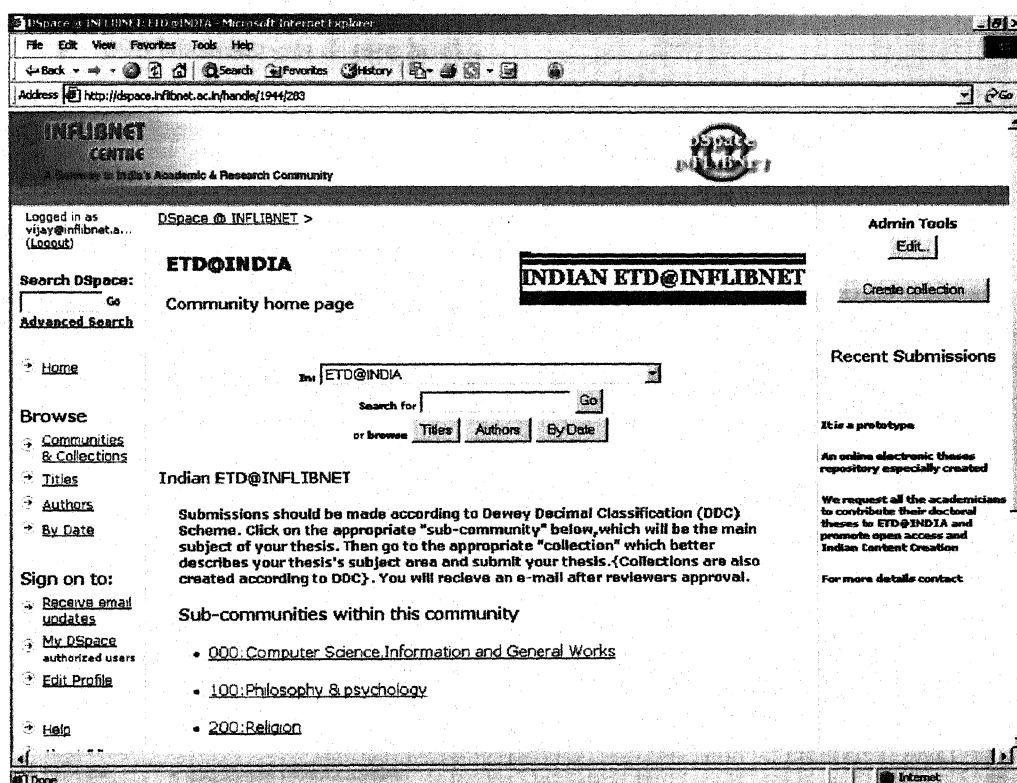 DSpace @ INFLIBNET: ETD@INDIA - Microsoft Internet Explorer
File Edit View Favorites Tools Help
Back Search Favorites History
Address http://dspace.inflibnet.ac.in/handle/1944/283 Go
INFLIBNET
CENTRE
A Gateway to India's Academic & Research Community
DSpace
INFLIBNET
Logged in as
vijay@inflibnet.a...
(Logout)
Search DSpace:
Go
Advanced Search
Home
Browse
Communities
& Collections
Titles
Authors
By Date
Sign on to:
Receive email
updates
My DSpace
authorized users
Edit Profile
Help
DSpace @ INFLIBNET >
ETD@INDIA
Community home page
INDIAN ETD@INFLIBNET
In: ETD@INDIA
Search for Go
or browse Titles Authors By Date
Indian ETD@INFLIBNET
Submissions should be made according to Dewey Decimal Classification (DDC)
Scheme. Click on the appropriate "sub-community" below,which will be the main
subject of your thesis. Then go to the appropriate "collection" which better
describes your thesis's subject area and submit your thesis.{Collections are also
created according to DDC}. You will recieve an e-mail after reviewers approval.
Sub-communities within this community
• 000:Computer Science,Information and General Works
• 100:Philosophy & psychology
• 200:Religion
Admin Tools
Edit...
Create collection
Recent Submissions
It is a prototype
An online electronic theses
repository especially created
We request all the academicians
to contribute their doctoral
theses to ETD@INDIA and
promote open access and
Indian Content Creation
For more details contact
Done Internet